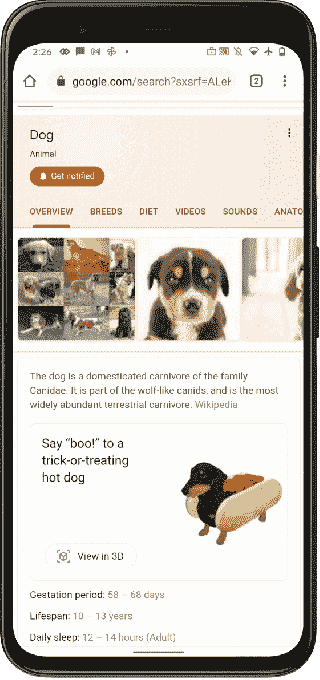 2:26
google.com/search?sxsrf=ALeK
2
Dog
Animal
Get notified
OVERVIEW BREEDS DIET VIDEOS SOUNDS ANATO
The dog is a domesticated carnivore of the family
Canidae. It is part of the wolf-like canids, and is the most
widely abundant terrestrial carnivore. Wikipedia
Say “boo!” to a
trick-or-treating
hot dog
View in 3D
Gestation period: 58 – 68 days
Lifespan: 10 – 13 years
Daily sleep: 12 – 14 hours (Adult)